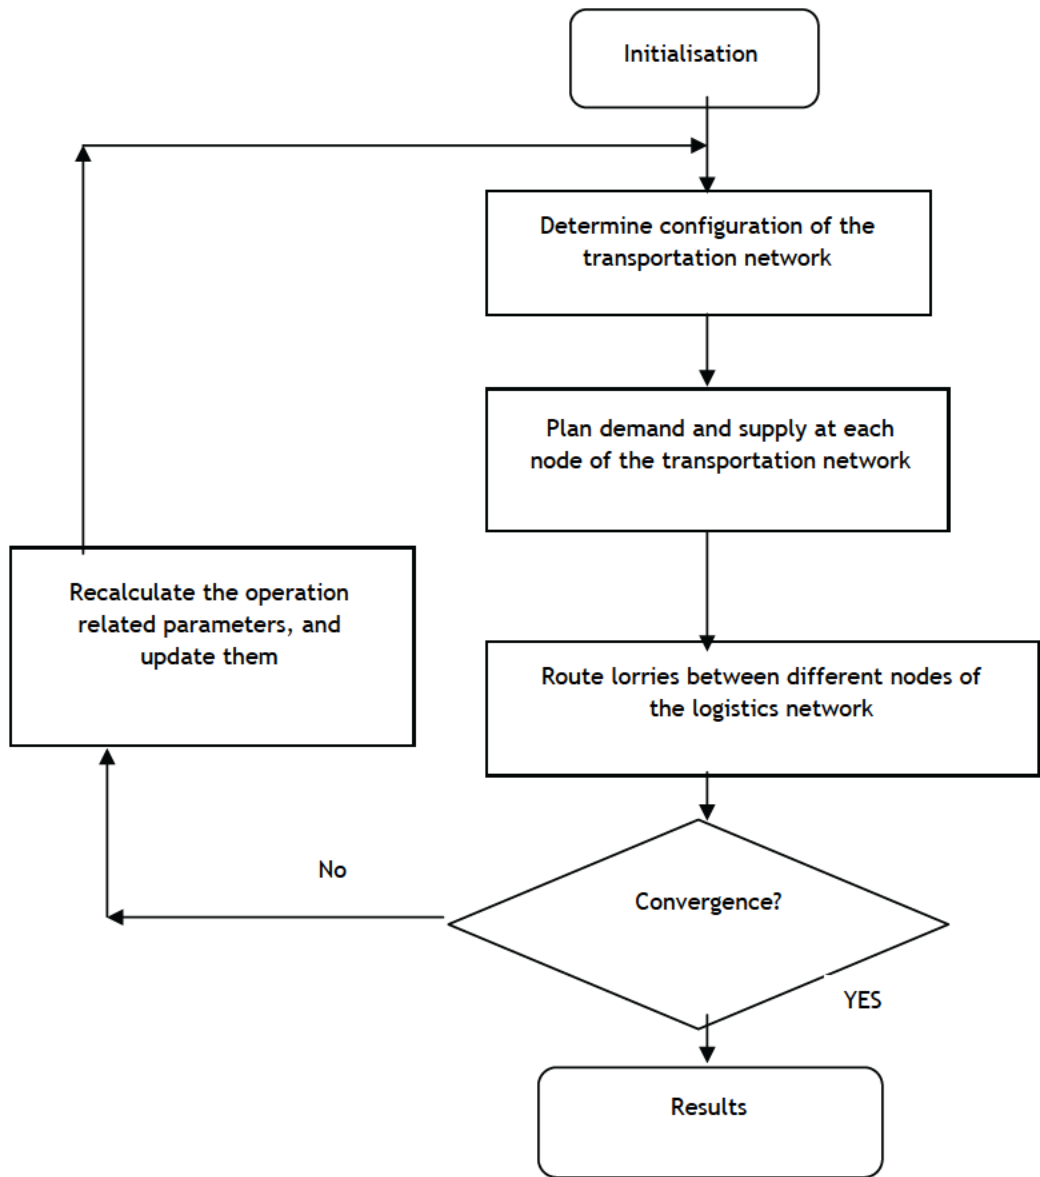 Initialisation
Determine configuration of the
transportation network
Plan demand and supply at each
node of the transportation network
Recalculate the operation
related parameters, and
update them
Route lorries between different nodes of
the logistics network
No
Convergence?
YES
Results